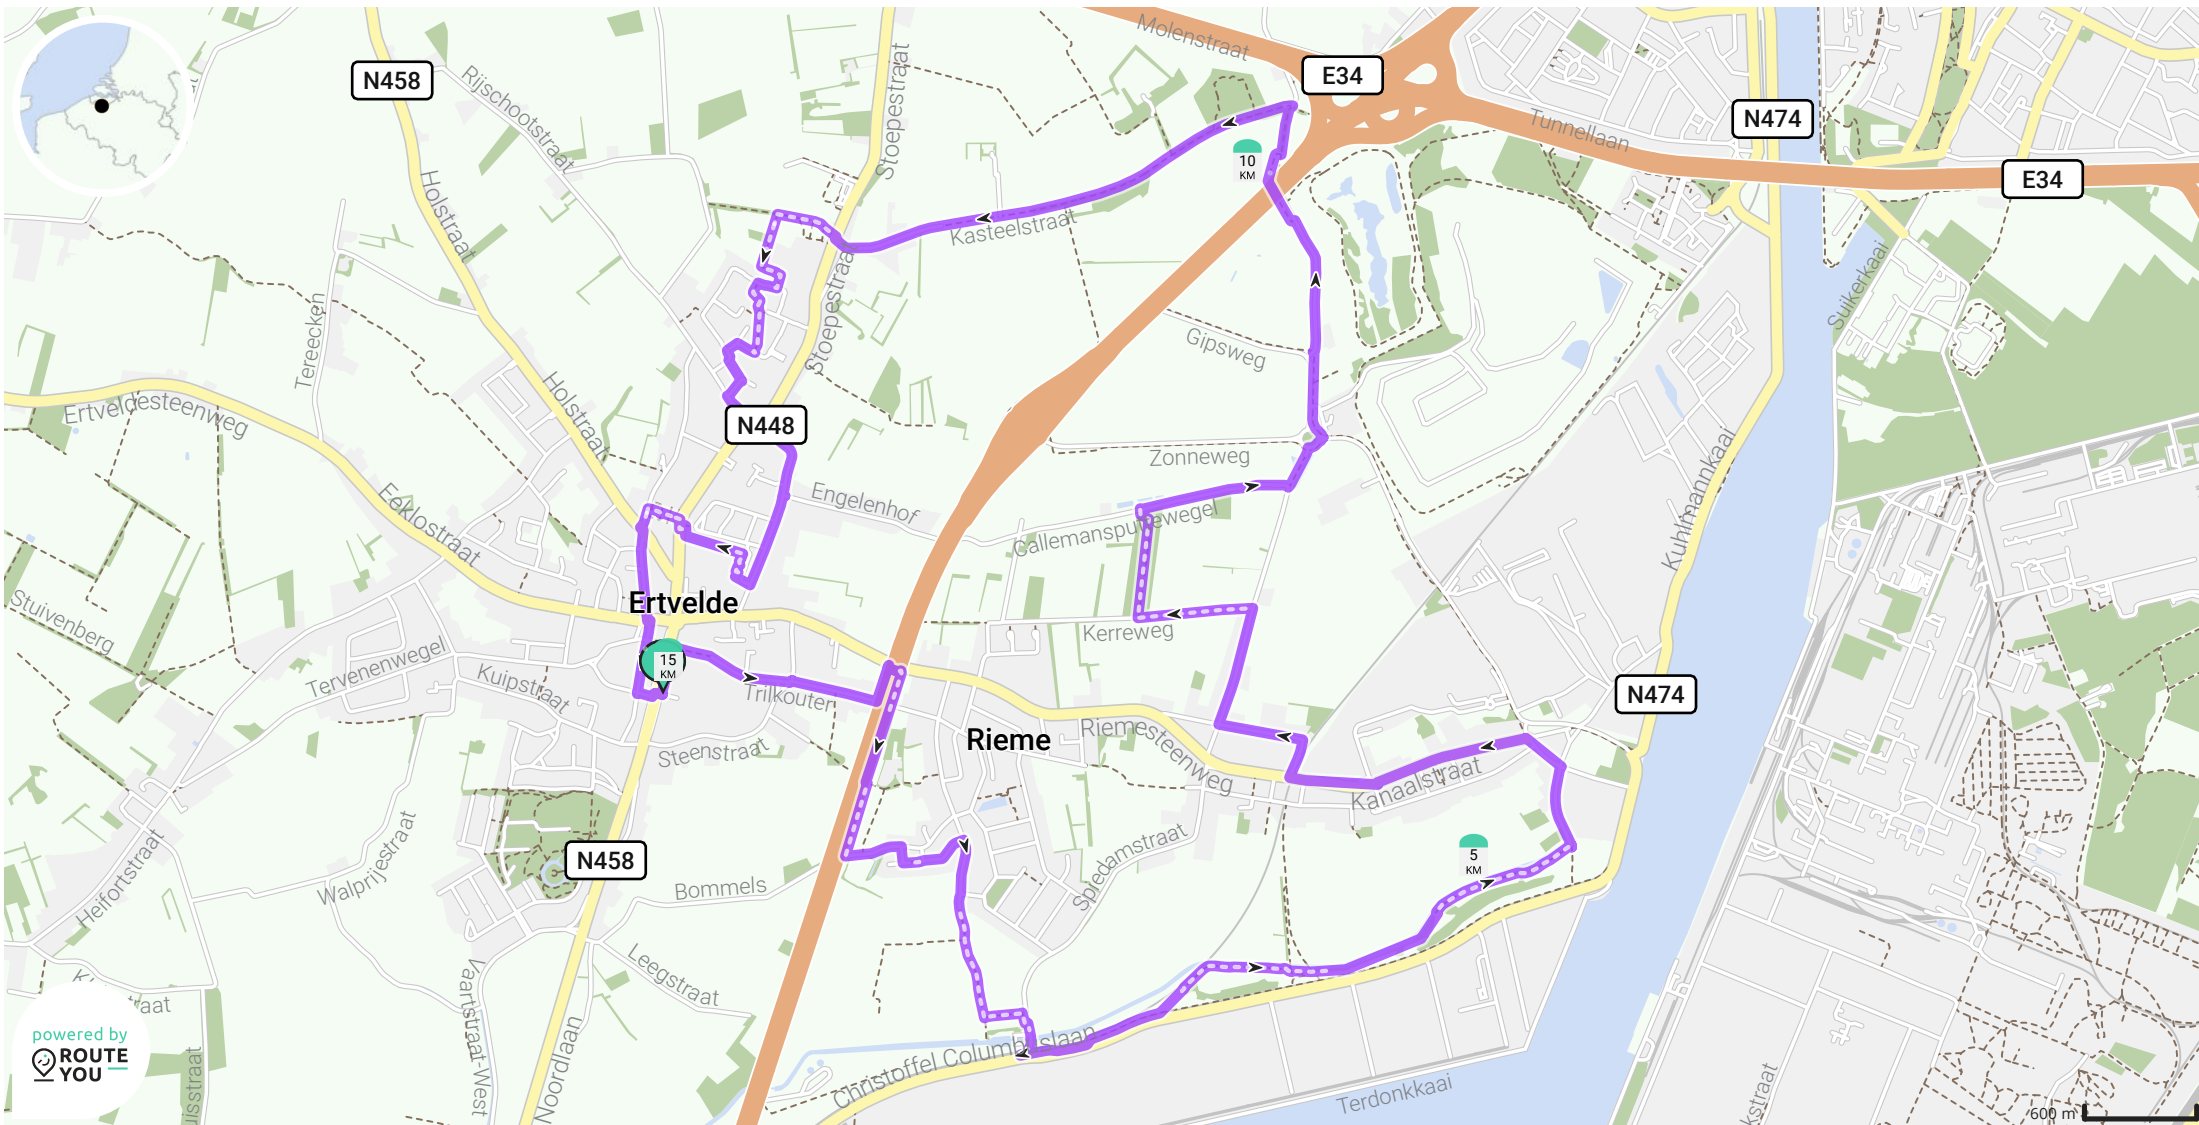 Molenstraat
E34
N458
N474
Rijschootstraat
Stoepestraat
Tunnellaan
E34
Holstraat
Kasteelstraat
10
KM
Suikerkaai
Tereecken
Stoepestraat
Gipsweg
Ertveldesteenweg
Holstraat
N448
Zonneweg
Kuhlmannkaai
Eeklostraat
Engelenhof
Callemansputtewegel
Stuivenberg
Ertvelde
Kerreweg
Tervenenwegel
15
KM
Kuipstraat
Trilkouter
N474
Rieme
Riemesteenweg
Steenstraat
Kanaalstraat
N458
5
KM
Spiedamstraat
Walprijestraat
Bommels
Heifortstraat
Leegstraat
Vaartstraat-West
Noordlaan
Christoffel Columbuslaan
Terdonkkaai
powered by
ROUTE
YOU
600 m